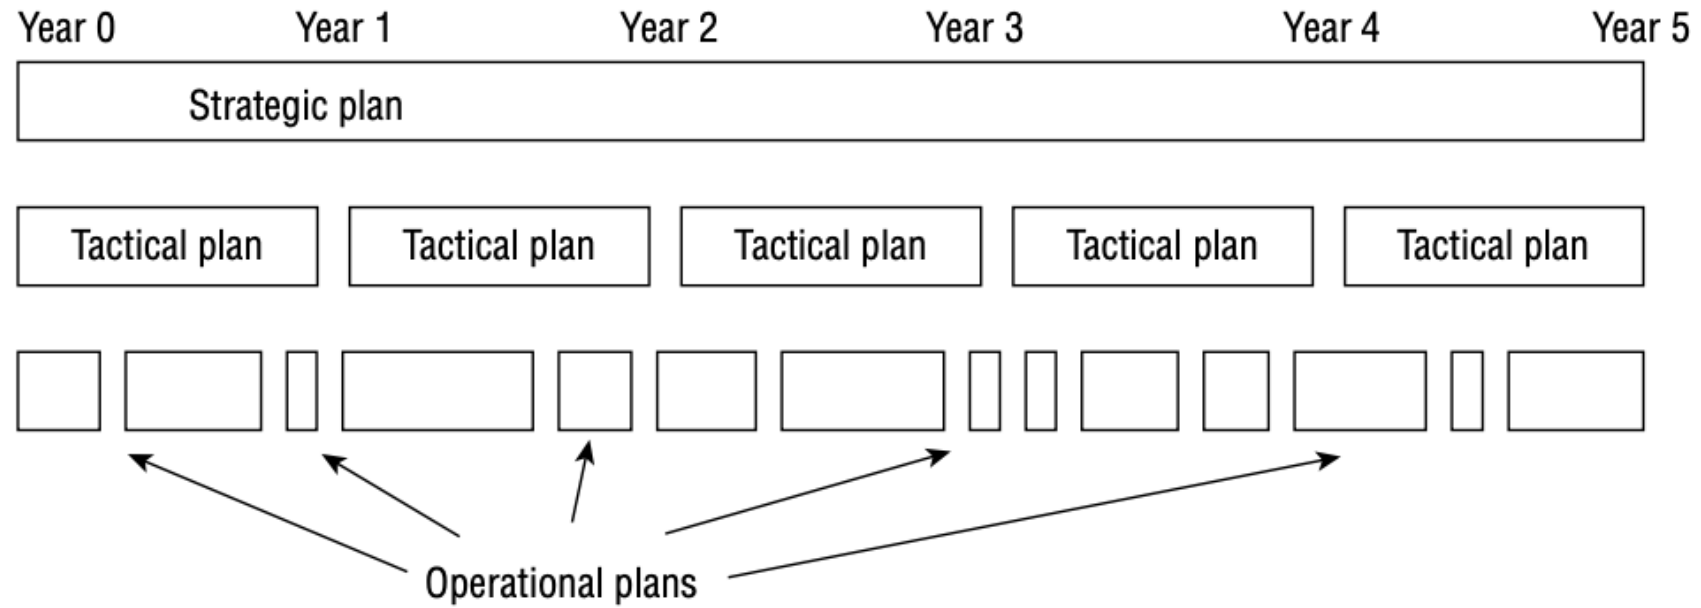 Year 0 Year 1 Year 2 Year 3 Year 4 Year 5
Strategic plan
Tactical plan Tactical plan Tactical plan Tactical plan Tactical plan
Operational plans